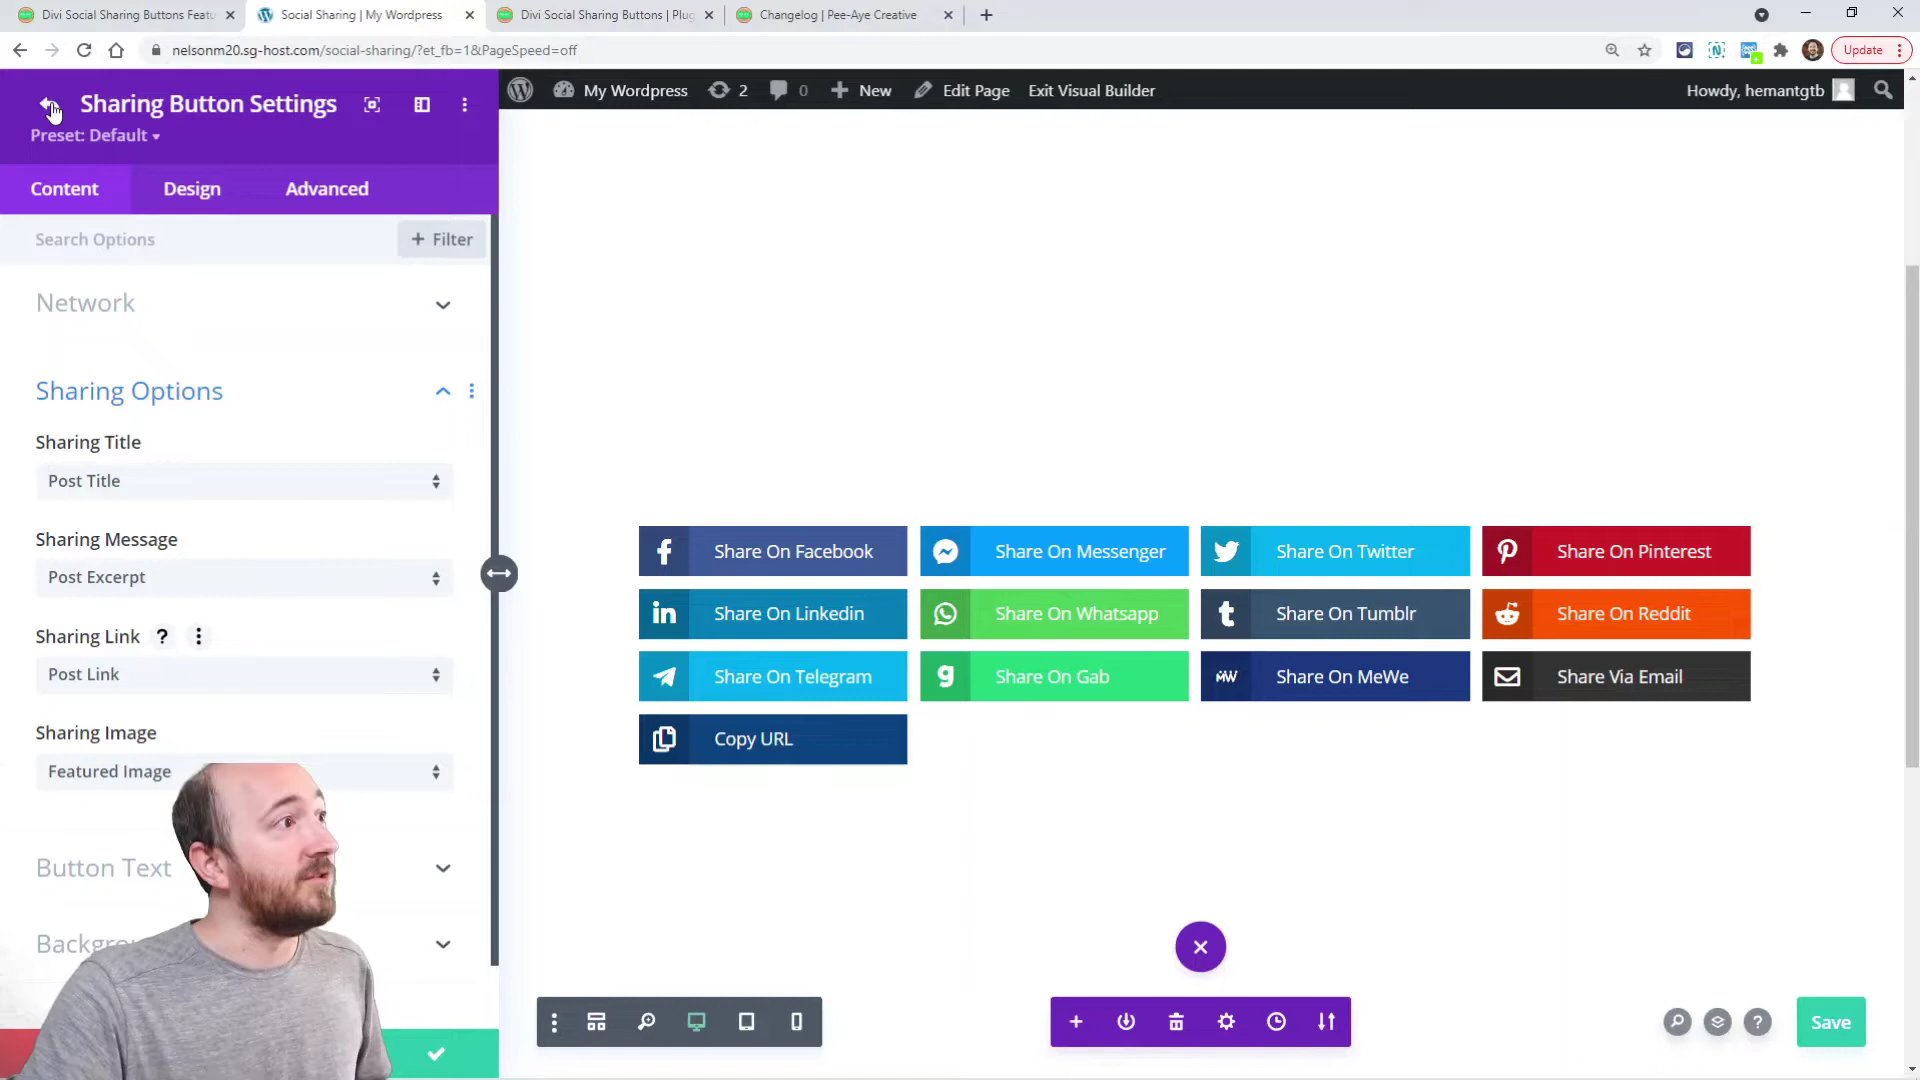 Divi Social Sharing Buttons Featu
Social Sharing | My Wordpress
Divi Social Sharing Buttons | Plug
Changelog | Pee-Aye Creative
nelsonm20.sg-host.com/social-sharing/?et_fb=1&PageSpeed=off
Update
Sharing Button Settings
Preset: Default
My Wordpress
2
0
New
Edit Page
Exit Visual Builder
Howdy, hemantgtb
Content
Design
Advanced
Search Options
+ Filter
Network
Sharing Options
Sharing Title
Post Title
Sharing Message
Post Excerpt
Sharing Link ?
Post Link
Sharing Image
Featured Image
Button Text
Share On Facebook
Share On Messenger
Share On Twitter
Share On Pinterest
Share On Linkedin
Share On Whatsapp
Share On Tumblr
Share On Reddit
Share On Telegram
Share On Gab
MW
Share On MeWe
Share Via Email
Copy URL
?
Save